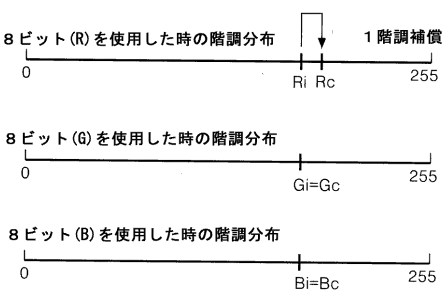 8ビット(R)を使用した時の階調分布 1階調補償
0 Ri Rc 255
8ビット(G)を使用した時の階調分布
0 Gi=Gc 255
8ビット(B)を使用した時の階調分布
0 Bi=Bc 255